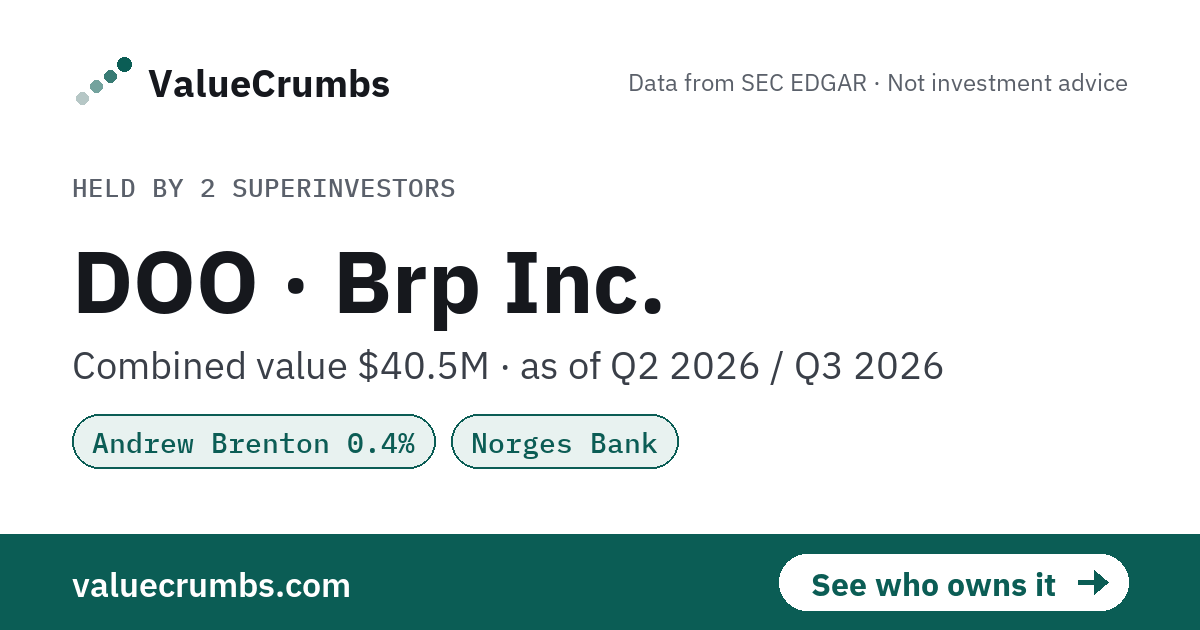 ValueCrumbs
Data from SEC EDGAR · Not investment advice
HELD BY 2 SUPERINVESTORS
DOO · Brp Inc.
Combined value $40.5M · as of Q2 2026 / Q3 2026
Andrew Brenton 0.4%
Norges Bank
valuecrumbs.com
See who owns it →